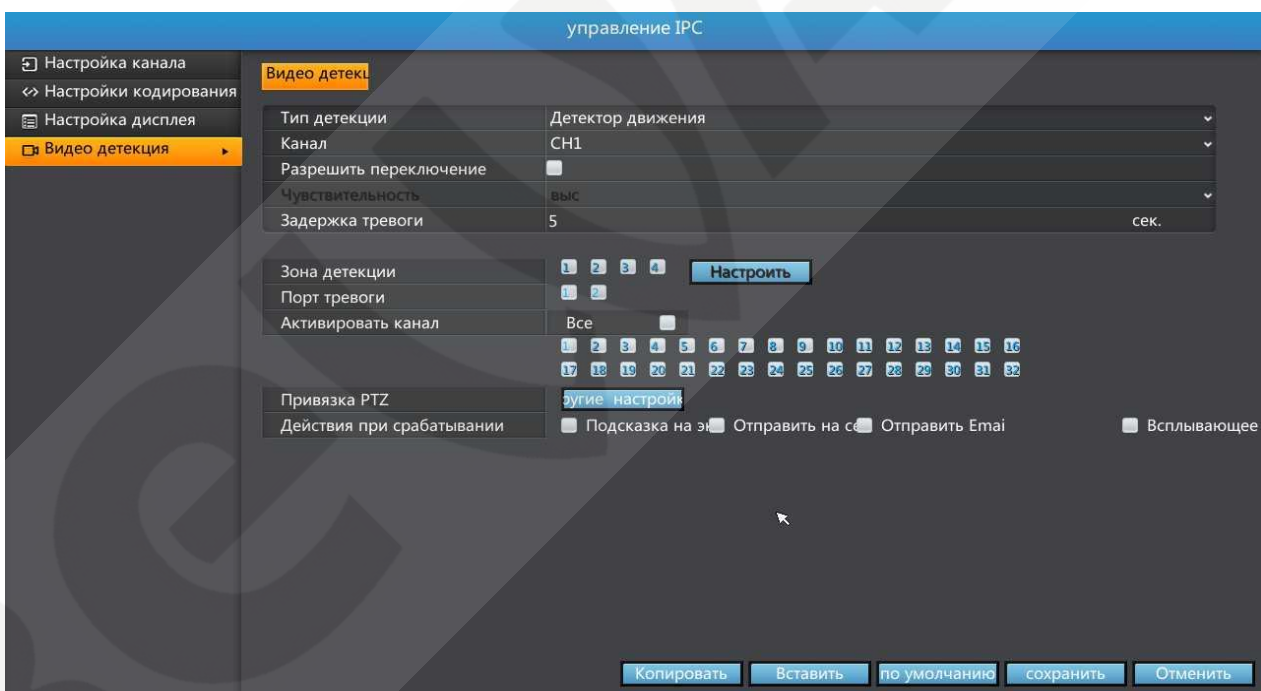 управление IPC
Настройка канала
Настройки кодирования
Настройка дисплея
Видео детекция
Видео детекц
Тип детекции Детектор движения
Канал CH1
Разрешить переключение
Чувствительность выс
Задержка тревоги 5 сек.
Зона детекции 1 2 3 4 Настроить
Порт тревоги 1 2
Активировать канал Все
1 2 3 4 5 6 7 8 9 10 11 12 13 14 15 16
17 18 19 20 21 22 23 24 25 26 27 28 29 30 31 32
Привязка PTZ ругие настройк
Действия при срабатывании Подсказка на эк Отправить на се Отправить Emai Всплывающее
Копировать Вставить по умолчанию сохранить Отменить